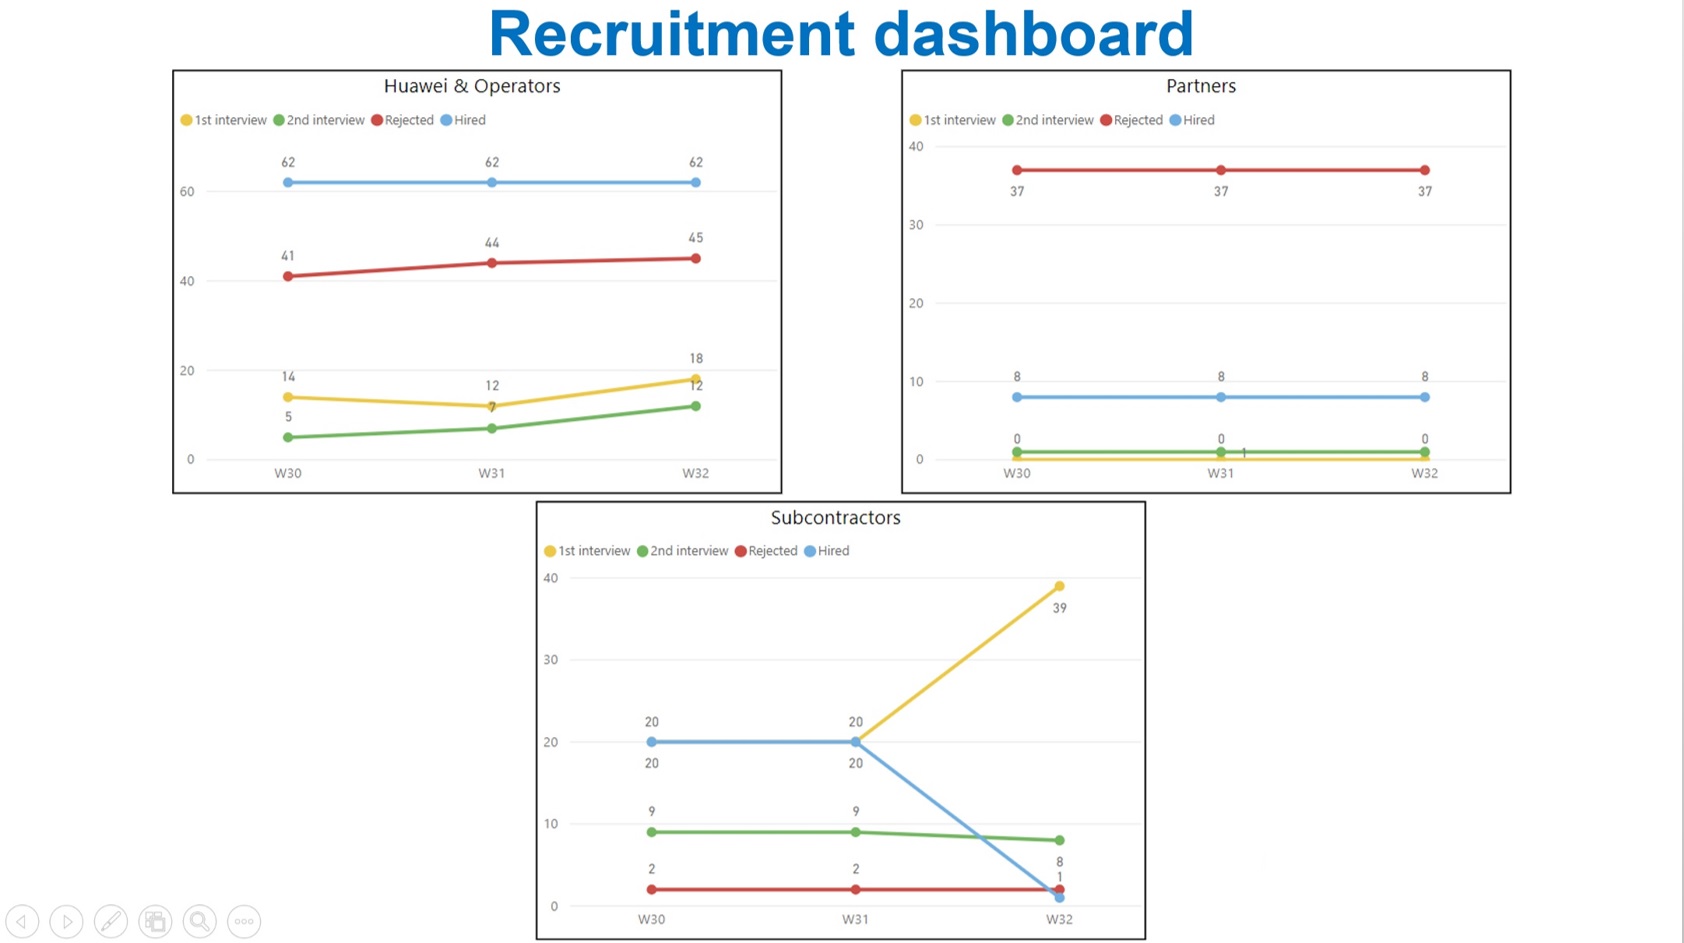 Recruitment dashboard
Huawei & Operators
1st interview 2nd interview Rejected Hired
62 62 62
60
41 44 45
40
18
20
14 12 12
5 7
0
W30 W31 W32
Partners
1st interview 2nd interview Rejected Hired
40
37 37 37
30
20
10
8 8 8
0 0 0
1
0
W30 W31 W32
Subcontractors
1st interview 2nd interview Rejected Hired
40
39
30
20 20
20
20 20
9 9
10
8
2 2 1
0
W30 W31 W32